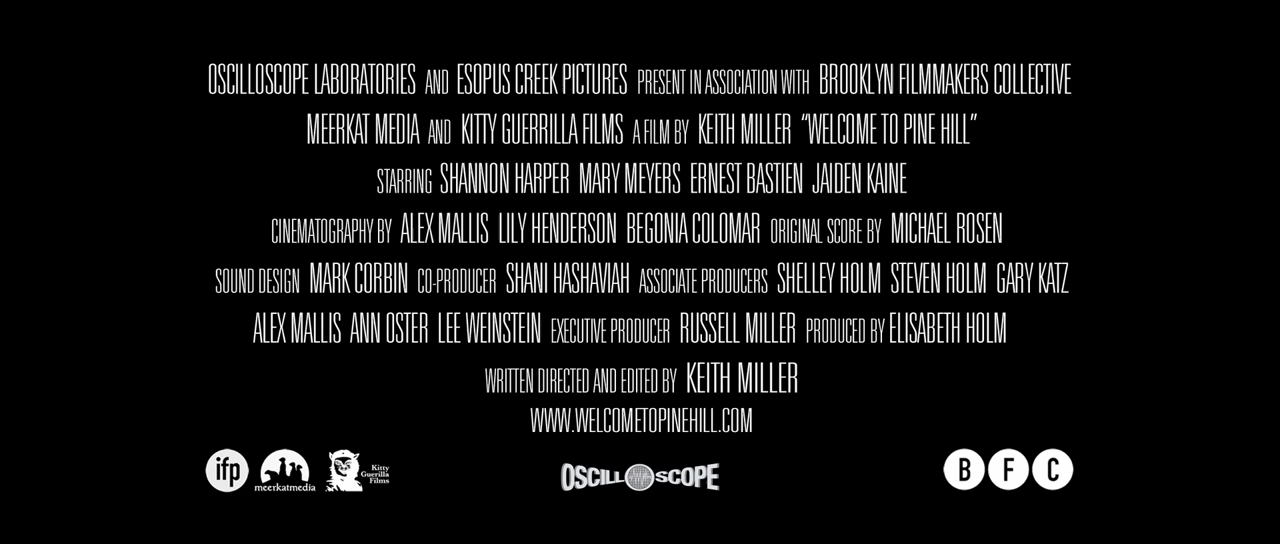 OSCILLOSCOPE LABORATORIES AND ESOPUS CREEK PICTURES PRESENT IN ASSOCIATION WITH BROOKLYN FILMMAKERS COLLECTIVE
MEERKAT MEDIA AND KITTY GUERRILLA FILMS A FILM BY KEITH MILLER “WELCOME TO PINE HILL”
STARRING SHANNON HARPER MARY MEYERS ERNEST BASTIEN JAIDEN KAINE
CINEMATOGRAPHY BY ALEX MALLIS LILY HENDERSON BEGONIA COLOMAR ORIGINAL SCORE BY MICHAEL ROSEN
SOUND DESIGN MARK CORBIN CO-PRODUCER SHANI HASHAVIAH ASSOCIATE PRODUCERS SHELLEY HOLM STEVEN HOLM GARY KATZ
ALEX MALLIS ANN OSTER LEE WEINSTEIN EXECUTIVE PRODUCER RUSSELL MILLER PRODUCED BY ELISABETH HOLM
WRITTEN DIRECTED AND EDITED BY KEITH MILLER
WWW.WELCOMETOPINEHILL.COM
ifp
meerkatmedia
Kitty
Guerilla
Films
OSCILLOSCOPE
B F C